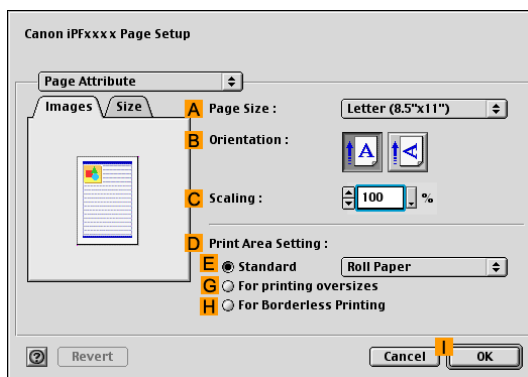 Canon iPFxxxx Page Setup
Page Attribute
Images Size
A Page Size : Letter (8.5"x11")
B Orientation : A A
C Scaling : 100 %
D Print Area Setting :
E Standard Roll Paper
G For printing oversizes
H For Borderless Printing
? Revert Cancel I OK